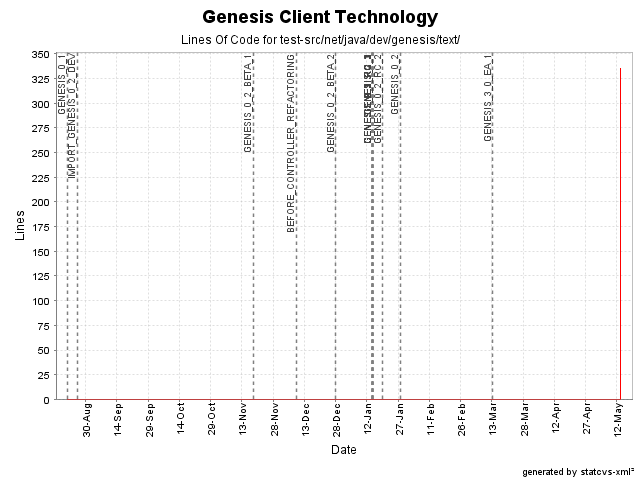 Genesis Client Technology
Lines Of Code for test-src/net/java/dev/genesis/text/
350
325
300
275
250
225
200
175
150
125
100
75
50
25
0
Lines
GENESIS_0_1
IMPORT_GENESIS_0_2_DEV
GENESIS_0_2_BETA_1
BEFORE_CONTROLLER_REFACTORING
GENESIS_0_2_BETA_2
GENESIS_0_2_RC_2
GENESIS_0_2
GENESIS_3_0_EA_1
30-Aug
14-Sep
29-Sep
14-Oct
29-Oct
13-Nov
28-Nov
13-Dec
28-Dec
12-Jan
27-Jan
11-Feb
26-Feb
13-Mar
28-Mar
12-Apr
27-Apr
12-May
Date
generated by statcvs-xml²